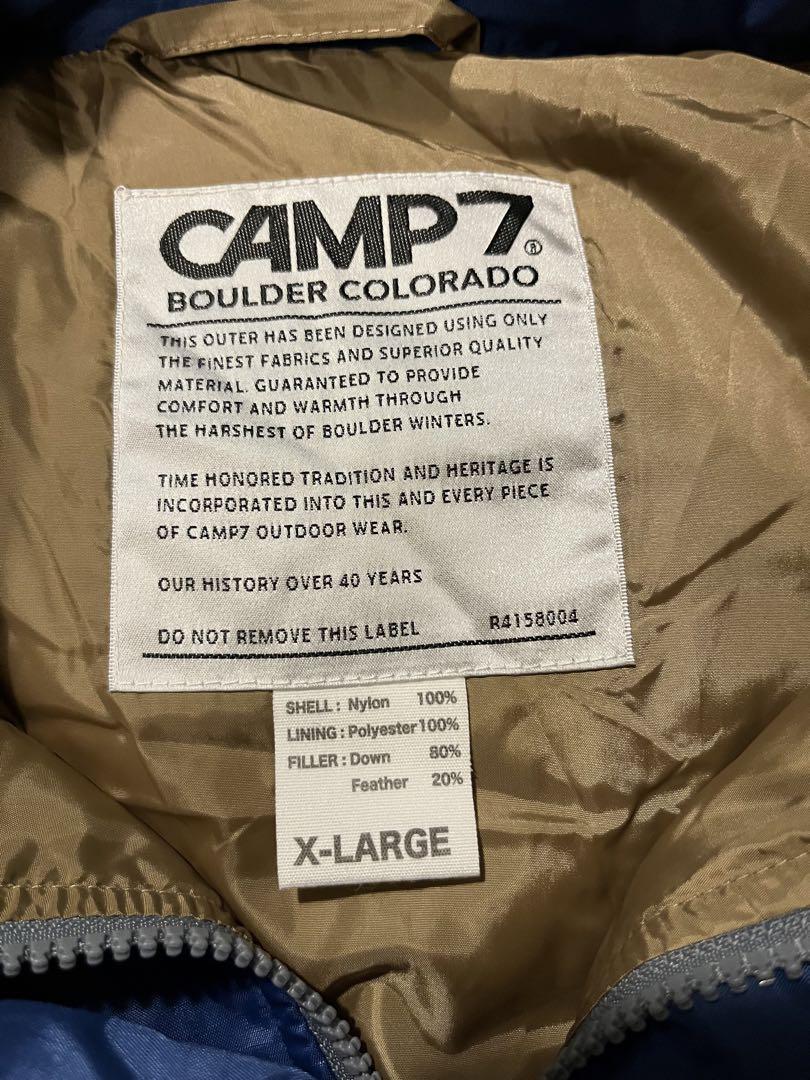 CAMP7®
BOULDER COLORADO
THIS OUTER HAS BEEN DESIGNED USING ONLY
THE FINEST FABRICS AND SUPERIOR QUALITY
MATERIAL. GUARANTEED TO PROVIDE
COMFORT AND WARMTH THROUGH
THE HARSHEST OF BOULDER WINTERS.
TIME HONORED TRADITION AND HERITAGE IS
INCORPORATED INTO THIS AND EVERY PIECE
OF CAMP7 OUTDOOR WEAR.
OUR HISTORY OVER 40 YEARS
DO NOT REMOVE THIS LABEL R4158004
SHELL : Nylon 100%
LINING : Polyester 100%
FILLER : Down 80%
Feather 20%
X-LARGE